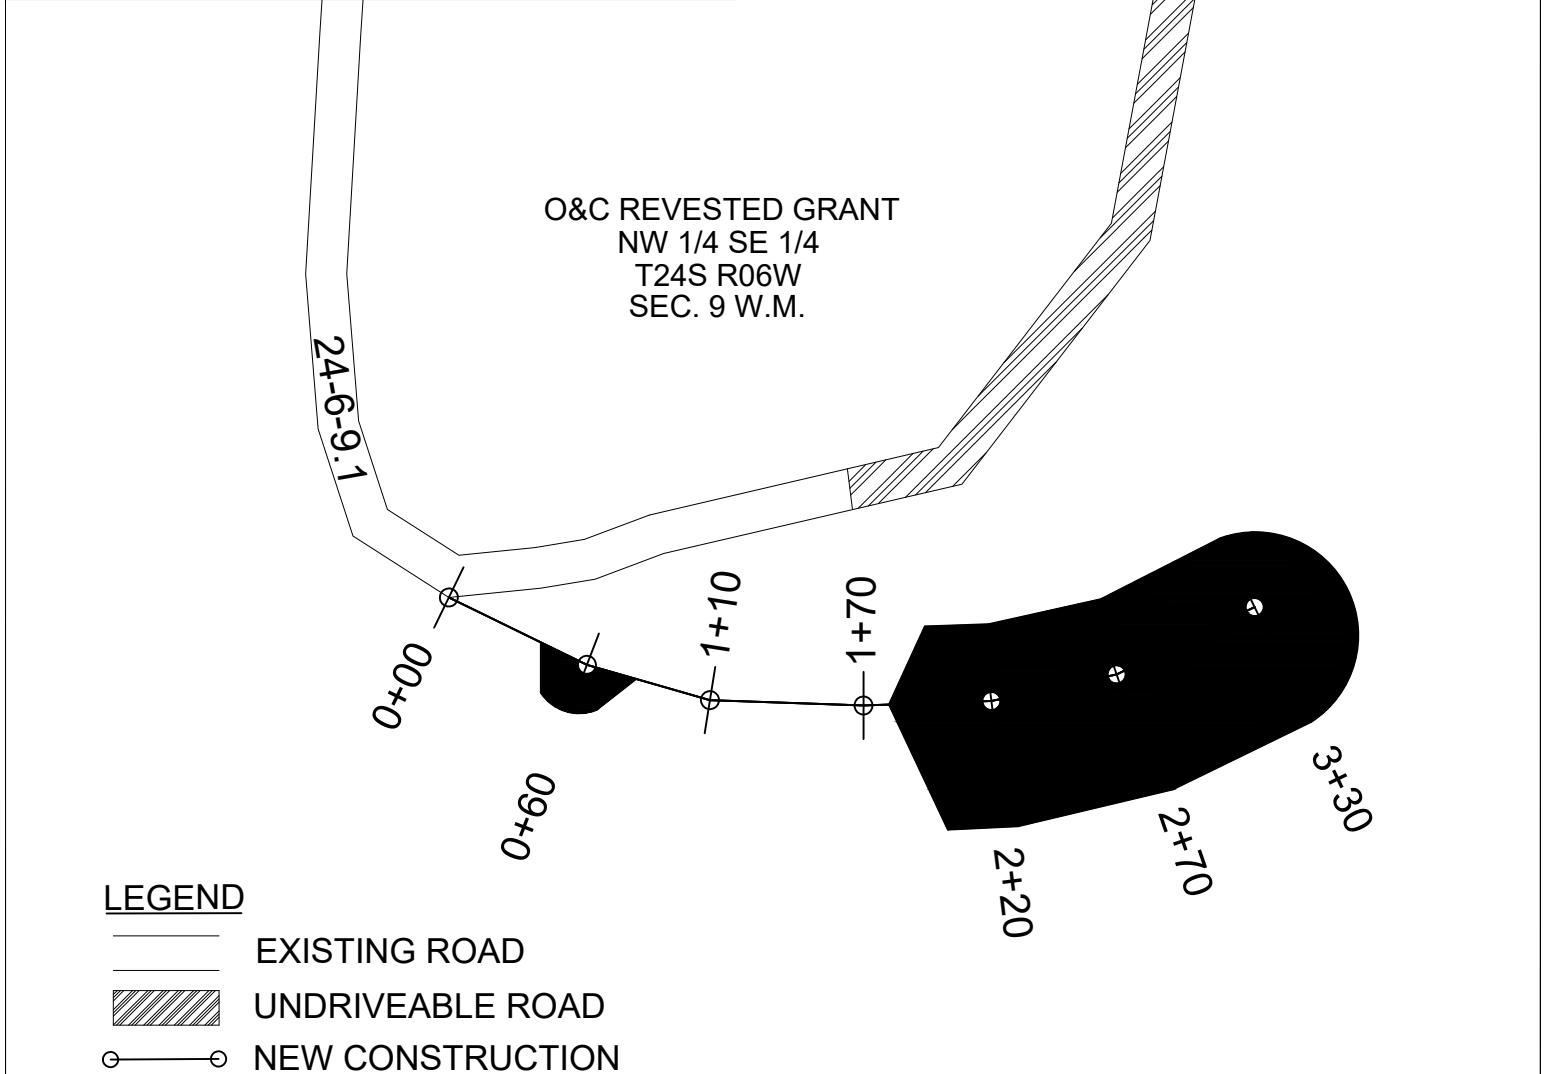 O&C REVESTED GRANT
NW 1/4 SE 1/4
T24S R06W
SEC. 9 W.M.
24-6-9.1
0+00
0+60
1+10
1+70
2+20
2+70
3+30
LEGEND
EXISTING ROAD
UNDRIVEABLE ROAD
NEW CONSTRUCTION